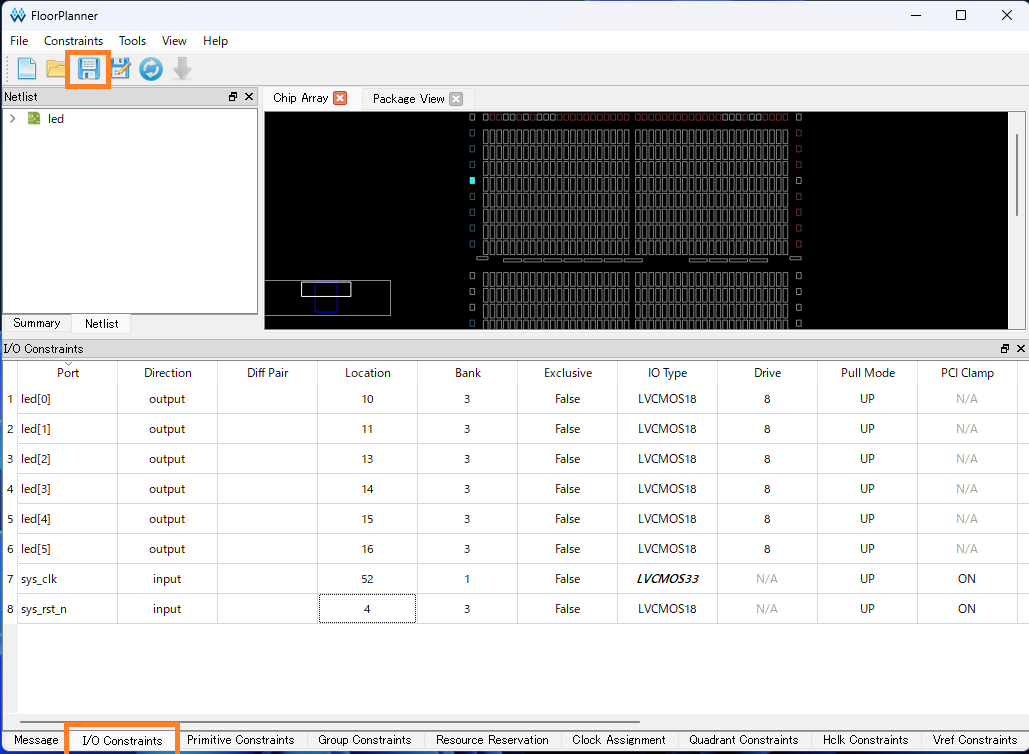 FloorPlanner
File Constraints Tools View Help
Netlist
Chip Array Package View
led
Summary Netlist
I/O Constraints
Port Direction Diff Pair Location Bank Exclusive IO Type Drive Pull Mode PCI Clamp
1 led[0] output 10 3 False LVCMOS18 8 UP N/A
2 led[1] output 11 3 False LVCMOS18 8 UP N/A
3 led[2] output 13 3 False LVCMOS18 8 UP N/A
4 led[3] output 14 3 False LVCMOS18 8 UP N/A
5 led[4] output 15 3 False LVCMOS18 8 UP N/A
6 led[5] output 16 3 False LVCMOS18 8 UP N/A
7 sys_clk input 52 1 False LVCMOS33 N/A UP ON
8 sys_rst_n input 4 3 False LVCMOS18 N/A UP ON
Message I/O Constraints Primitive Constraints Group Constraints Resource Reservation Clock Assignment Quadrant Constraints Hclk Constraints Vref Constraints